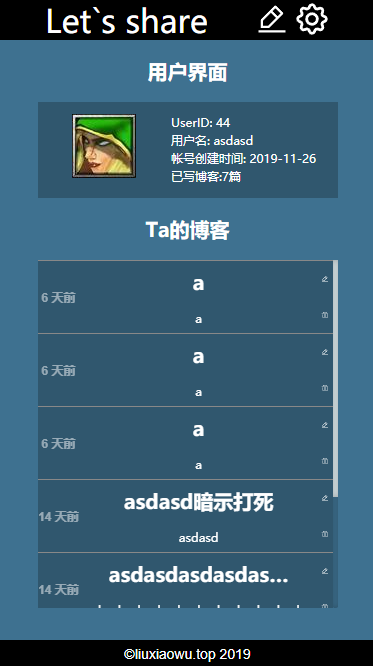 Let`s share
用户界面
UserID: 44
用户名: asdasd
帐号创建时间: 2019-11-26
已写博客:7篇
Ta的博客
a
6 天前
a
a
6 天前
a
a
6 天前
a
asdasd暗示打死
14 天前
asdasd
asdasdasdasdas...
14 天前
©liuxiaowu.top 2019